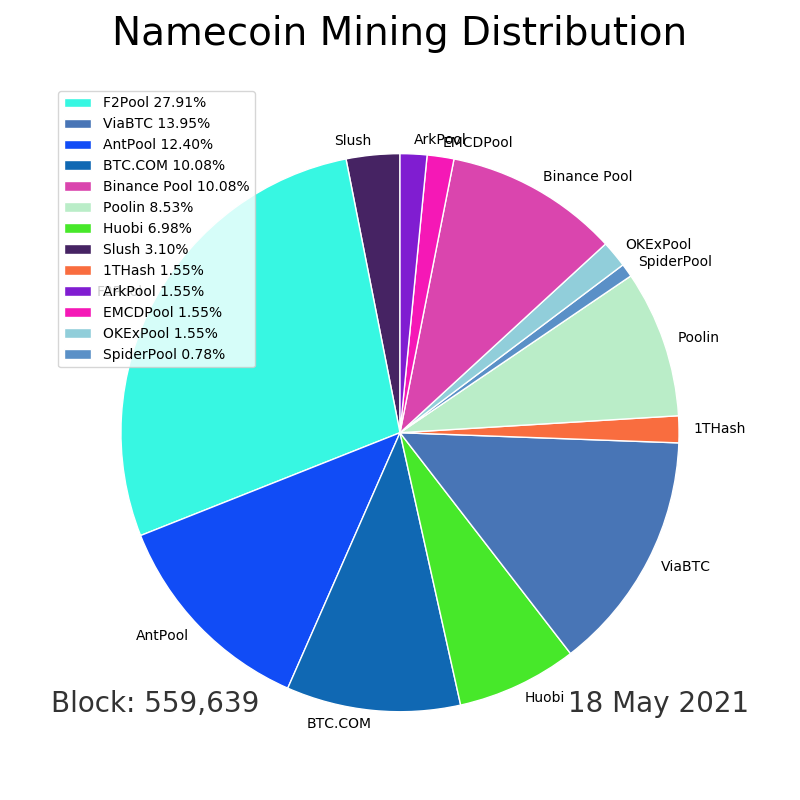 Namecoin Mining Distribution
F2Pool 27.91%
ViaBTC 13.95%
AntPool 12.40%
BTC.COM 10.08%
Binance Pool 10.08%
Poolin 8.53%
Huobi 6.98%
Slush 3.10%
1THash 1.55%
ArkPool 1.55%
EMCDPool 1.55%
OKExPool 1.55%
SpiderPool 0.78%
Slush
ArkPool
EMCDPool
Binance Pool
OKExPool
SpiderPool
Poolin
1THash
ViaBTC
AntPool
Huobi
BTC.COM
Block: 559,639
18 May 2021